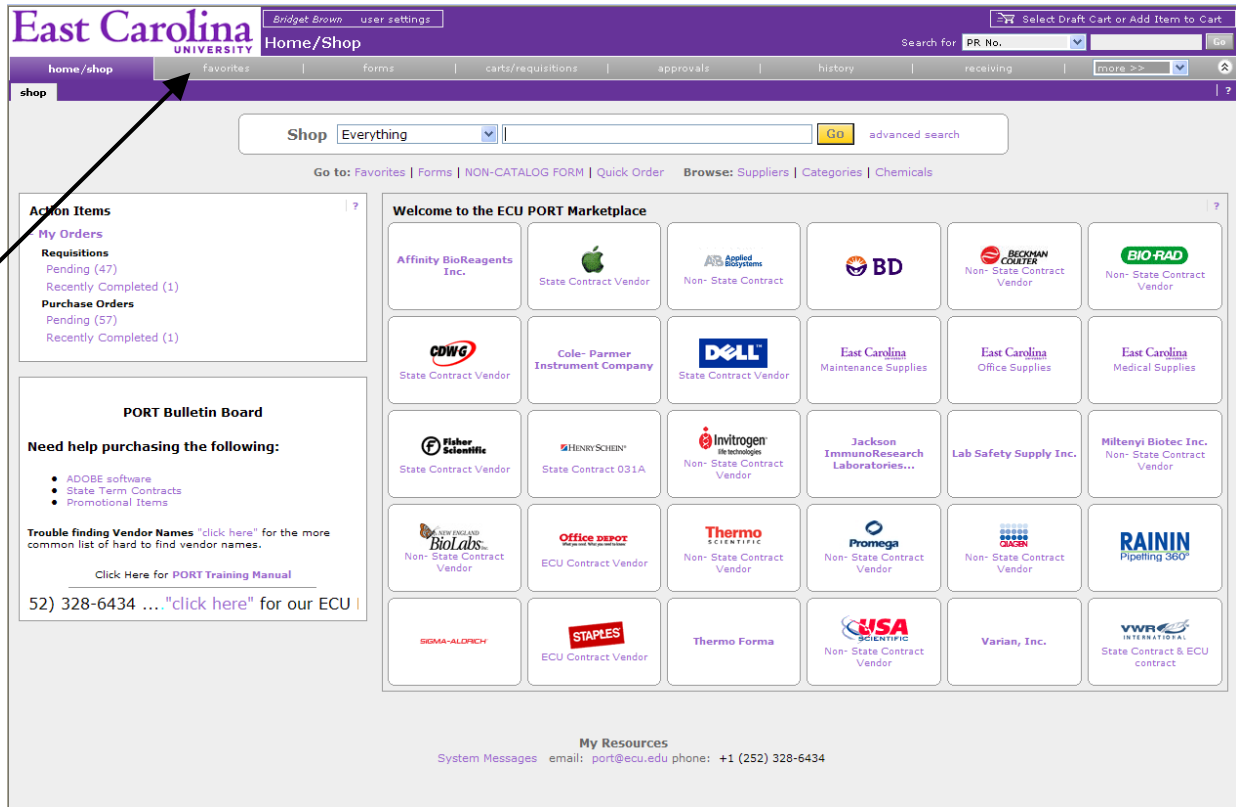 East Carolina
UNIVERSITY
Bridget Brown user settings
Select Draft Cart or Add Item to Cart
Home/Shop
Search for PR No. Go
home/shop favorites | forms | carts/requisitions | approvals | history | receiving | more >>
shop
?
Shop Everything Go advanced search
Go to: Favorites | Forms | NON-CATALOG FORM | Quick Order Browse: Suppliers | Categories | Chemicals
Action Items ?
- My Orders
Requisitions
Pending (47)
Recently Completed (1)
Purchase Orders
Pending (57)
Recently Completed (1)
PORT Bulletin Board
Need help purchasing the following:
• ADOBE software
• State Term Contracts
• Promotional Items
Trouble finding Vendor Names "click here" for the more
common list of hard to find vendor names.
Click Here for PORT Training Manual
52) 328-6434 ...."click here" for our ECU
Welcome to the ECU PORT Marketplace ?
Affinity BioReagents
Inc.
State Contract Vendor
AB Applied
Biosystems
Non- State Contract
BD
BECKMAN
COULTER
Non- State Contract
Vendor
BIO-RAD
Non- State Contract
Vendor
CDWG
State Contract Vendor
Cole- Parmer
Instrument Company
DELL™
State Contract Vendor
East Carolina
Maintenance Supplies
East Carolina
Office Supplies
East Carolina
Medical Supplies
Fisher
Scientific
State Contract Vendor
HENRY SCHEIN®
State Contract 031A
Invitrogen™
life technologies
Non- State Contract
Vendor
Jackson
ImmunoResearch
Laboratories...
Lab Safety Supply Inc.
Miltenyi Biotec Inc.
Non- State Contract
Vendor
NEW ENGLAND
BioLabs Inc.
Non- State Contract
Vendor
Office DEPOT
What you need. What you need to know.
ECU Contract Vendor
Thermo
SCIENTIFIC
Non- State Contract
Vendor
Promega
Non- State Contract
Vendor
QIAGEN
Non- State Contract
Vendor
RAININ
Pipetting 360°
SIGMA-ALDRICH
STAPLES
ECU Contract Vendor
Thermo Forma
USA
SCIENTIFIC
Non- State Contract
Vendor
Varian, Inc.
VWR
INTERNATIONAL
State Contract & ECU
contract
My Resources
System Messages email: port@ecu.edu phone: +1 (252) 328-6434